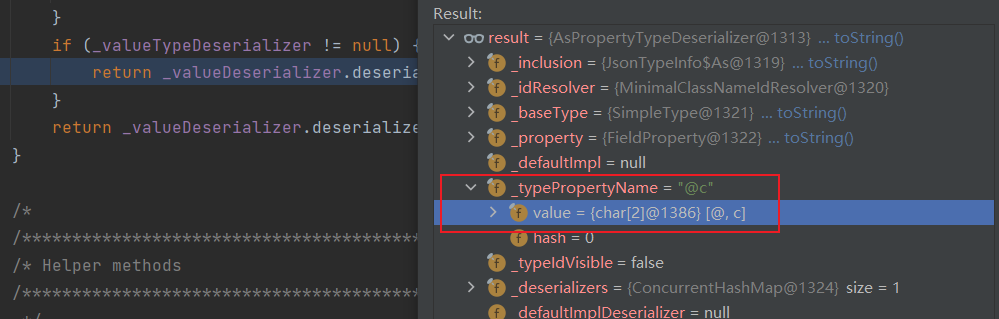 }
if (_valueTypeDeserializer != null) {
return _valueDeserializer.deseria
}
return _valueDeserializer.deserialize
}
/*
/******************************************
/* Helper methods
/******************************************
*/
Result:
result = {AsPropertyTypeDeserializer@1313} ... toString()
_inclusion = {JsonTypeInfo$As@1319} ... toString()
_idResolver = {MinimalClassNameIdResolver@1320}
_baseType = {SimpleType@1321} ... toString()
_property = {FieldProperty@1322} ... toString()
_defaultImpl = null
_typePropertyName = "@c"
value = {char[2]@1386} [@, c]
hash = 0
_typeIdVisible = false
_deserializers = {ConcurrentHashMap@1324} size = 1
_defaultImplDeserializer = null